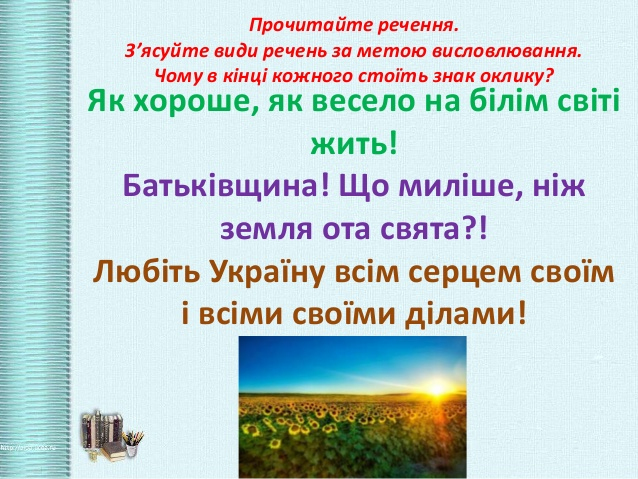 Прочитайте речення.
З’ясуйте види речень за метою висловлювання.
Чому в кінці кожного стоїть знак оклику?
Як хороше, як весело на білім світі
жить!
Батьківщина! Що миліше, ніж
земля ота свята?!
Любіть Україну всім серцем своїм
і всіми своїми ділами!